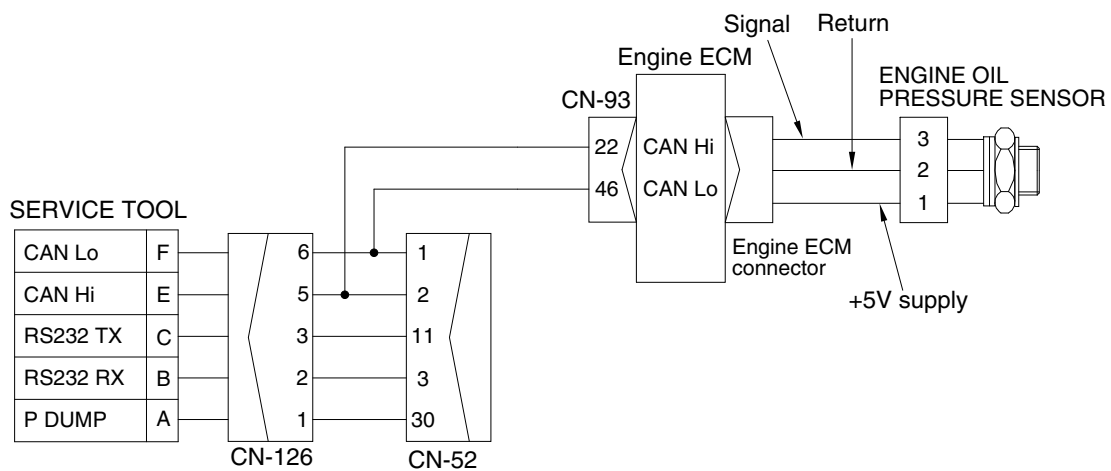 Signal
Return
Engine ECM
ENGINE OIL
PRESSURE SENSOR
CN-93
22
CAN Hi
46
CAN Lo
3
2
1
Engine ECM
connector
+5V supply
SERVICE TOOL
CAN Lo F 6 1
CAN Hi E 5 2
RS232 TX C 3 11
RS232 RX B 2 3
P DUMP A 1 30
CN-126
CN-52